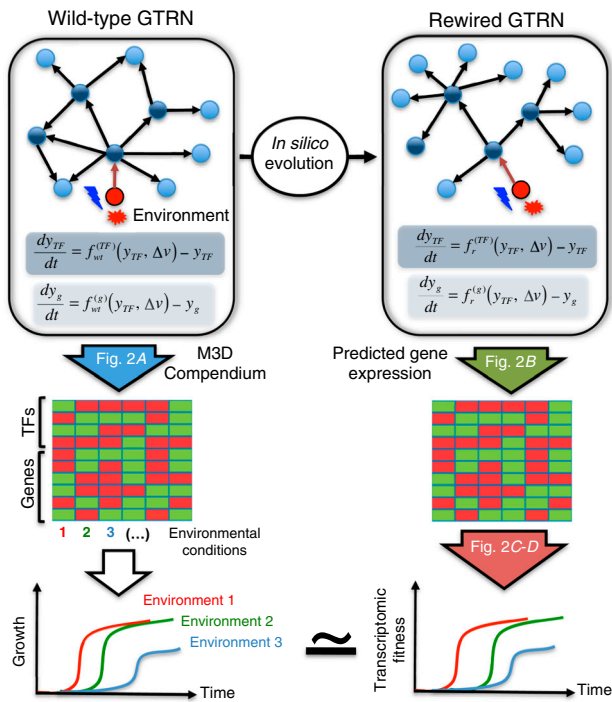 Wild-type GTRN
Rewired GTRN
In silico
evolution
Environment
dy_TF/dt = f_wt^(TF)(y_TF, Δv) − y_TF
dy_g/dt = f_wt^(g)(y_TF, Δv) − y_g
dy_TF/dt = f_r^(TF)(y_TF, Δv) − y_TF
dy_g/dt = f_r^(g)(y_TF, Δv) − y_g
Fig. 2A
M3D
Compendium
Predicted gene
expression
Fig. 2B
TFs
Genes
1 2 3 (...)
Environmental
conditions
Fig. 2C-D
Growth
Environment 1
Environment 2
Environment 3
Time
≃
Transcriptomic
fitness
Time